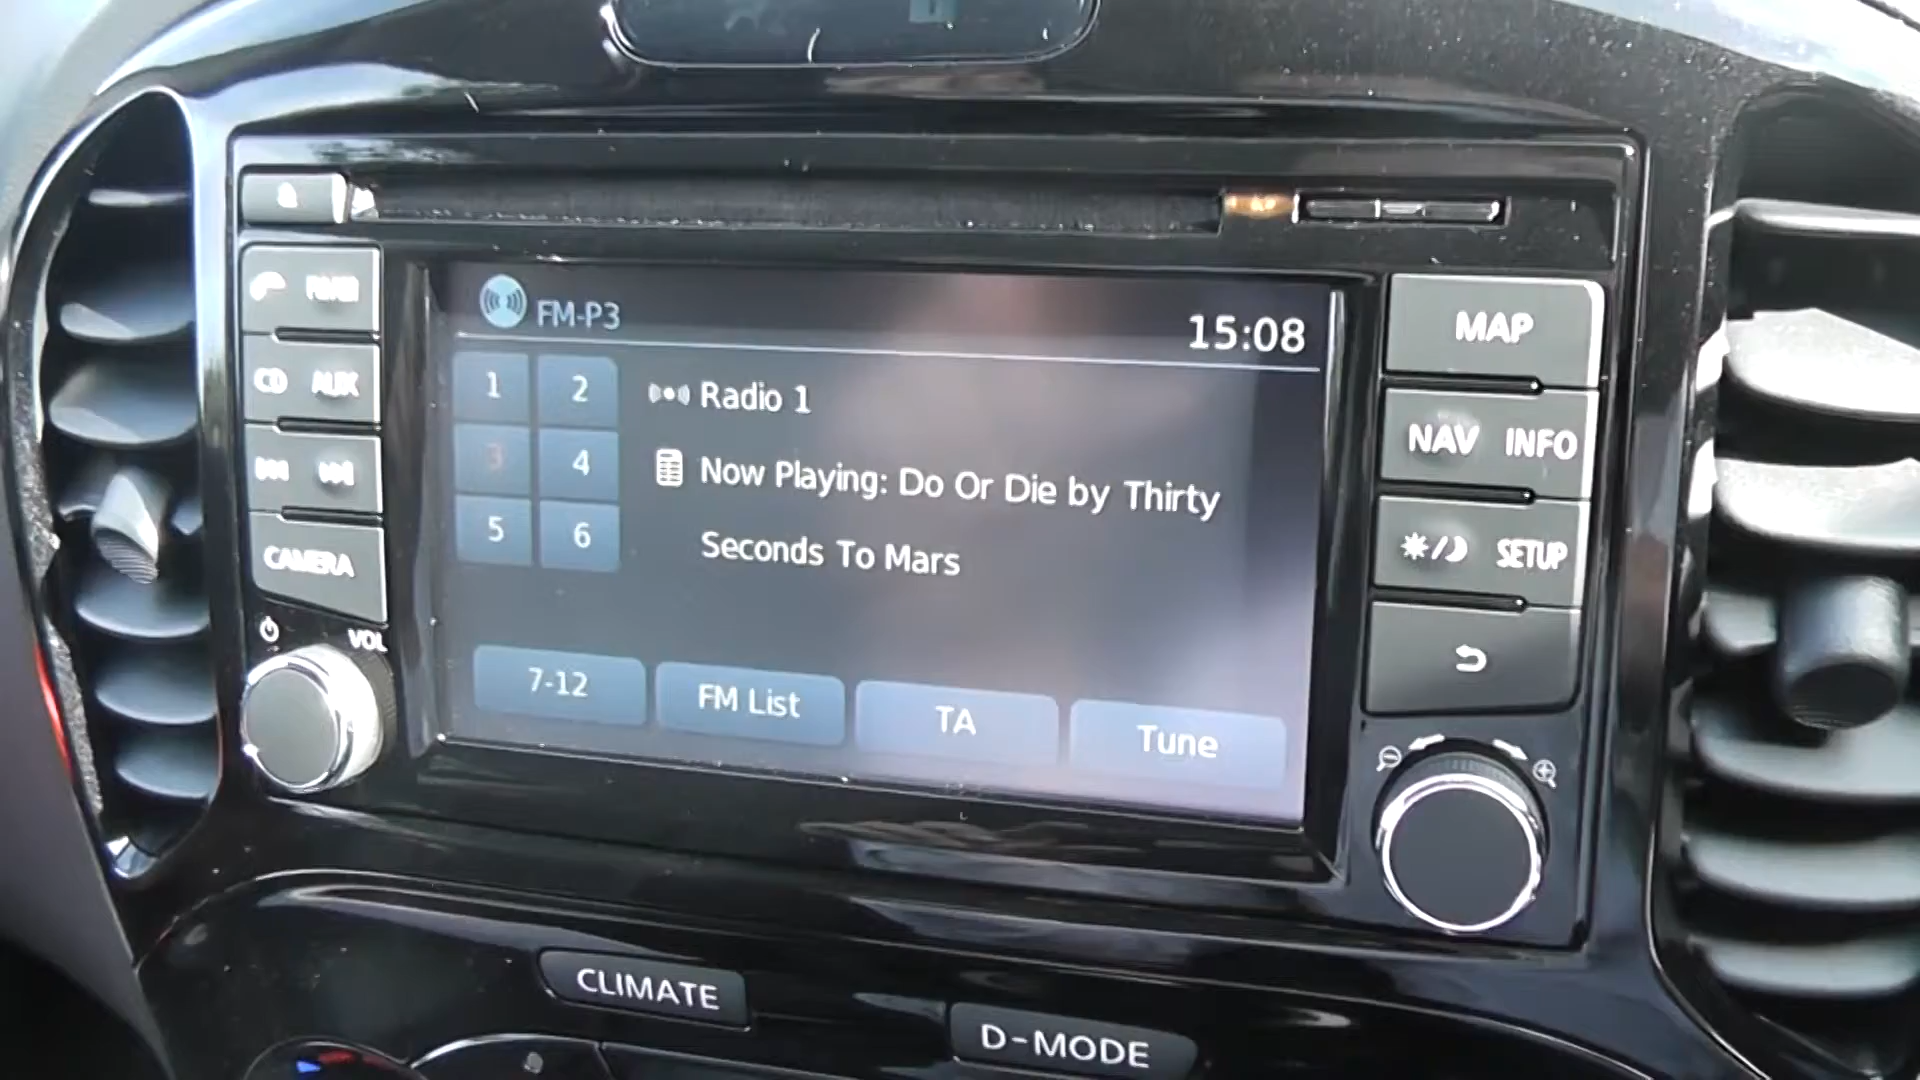 FM-P3
15:08
MAP
1 2
Radio 1
CD AUX
3 4
Now Playing: Do Or Die by Thirty
NAV INFO
5 6
Seconds To Mars
CAMERA
SETUP
VOL
7-12
FM List
TA
Tune
CLIMATE
D-MODE